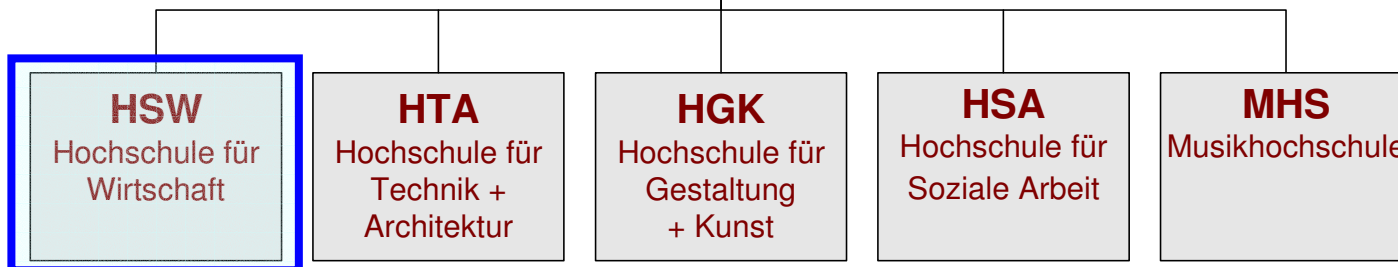 HSW
Hochschule für
Wirtschaft
HTA
Hochschule für
Technik +
Architektur
HGK
Hochschule für
Gestaltung
+ Kunst
HSA
Hochschule für
Soziale Arbeit
MHS
Musikhochschule